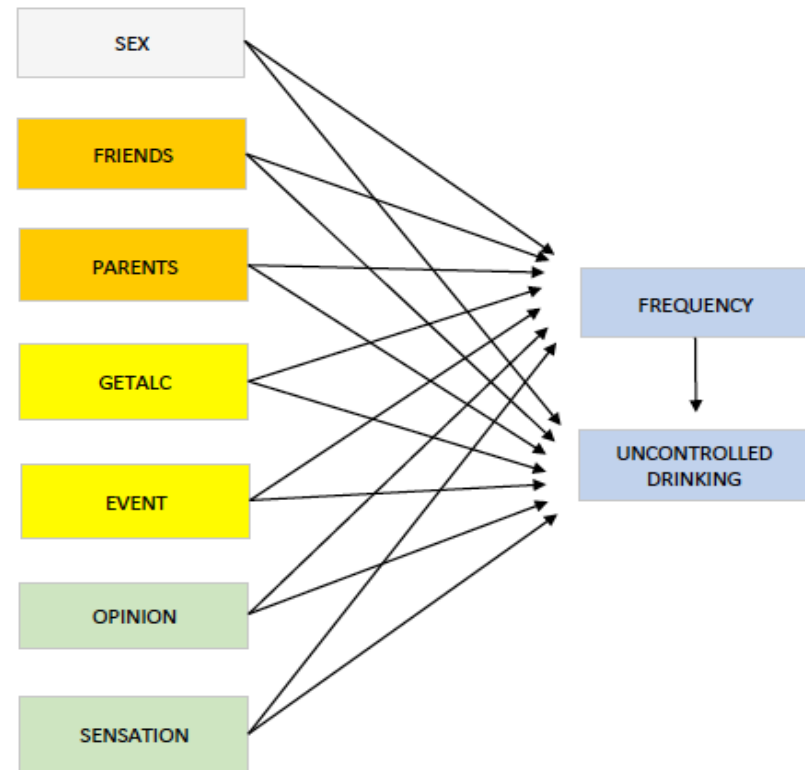 SEX
FRIENDS
PARENTS
GETALC
EVENT
OPINION
SENSATION
FREQUENCY
UNCONTROLLED
DRINKING